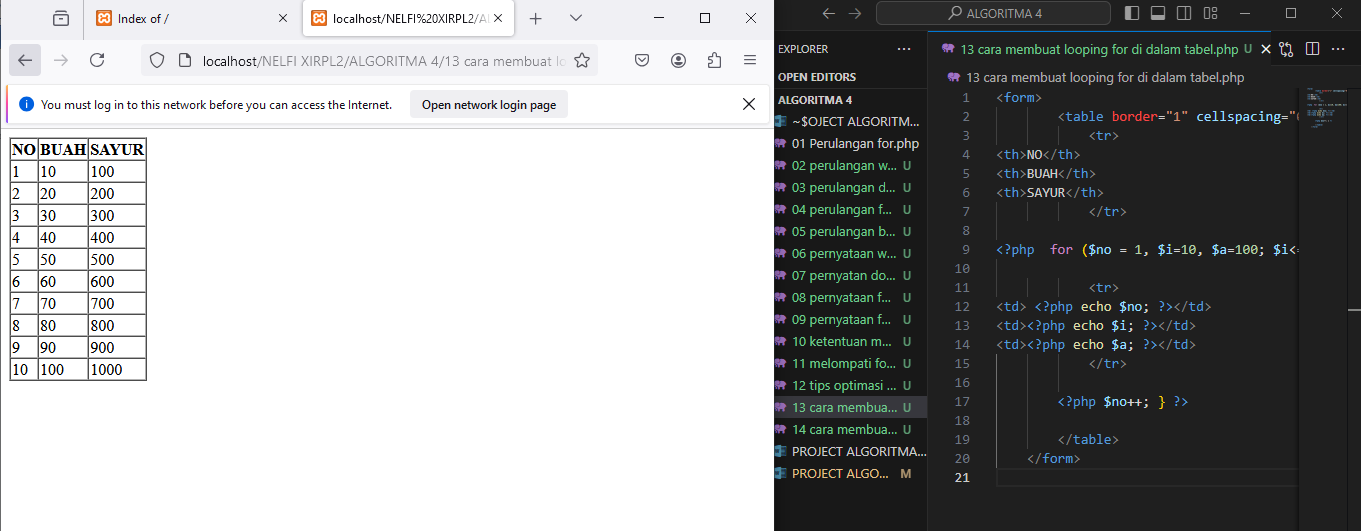 Index of /
localhost/NELFI%20XIRPL2/Al
localhost/NELFI XIRPL2/ALGORITMA 4/13 cara membuat lo
You must log in to this network before you can access the Internet.
Open network login page
NO BUAH SAYUR
1 10 100
2 20 200
3 30 300
4 40 400
5 50 500
6 60 600
7 70 700
8 80 800
9 90 900
10 100 1000
ALGORITMA 4
EXPLORER
OPEN EDITORS
ALGORITMA 4
~$OJECT ALGORITM...
01 Perulangan for.php
02 perulangan w... U
03 perulangan d... U
04 perulangan f... U
05 perulangan b... U
06 pernyataan w... U
07 pernyatan do... U
08 pernyataan f... U
09 pernyataan f... U
10 ketentuan m... U
11 melompati fo... U
12 tips optimasi ... U
13 cara membua... U
14 cara membua... U
PROJECT ALGORITMA...
PROJECT ALGO... M
13 cara membuat looping for di dalam tabel.php U
13 cara membuat looping for di dalam tabel.php
1 <form>
2 <table border="1" cellspacing="
3 <tr>
4 <th>NO</th>
5 <th>BUAH</th>
6 <th>SAYUR</th>
7 </tr>
8
9 <?php for ($no = 1, $i=10, $a=100; $i<=
10
11 <tr>
12 <td> <?php echo $no; ?></td>
13 <td><?php echo $i; ?></td>
14 <td><?php echo $a; ?></td>
15 </tr>
16
17 <?php $no++; } ?>
18
19 </table>
20 </form>
21